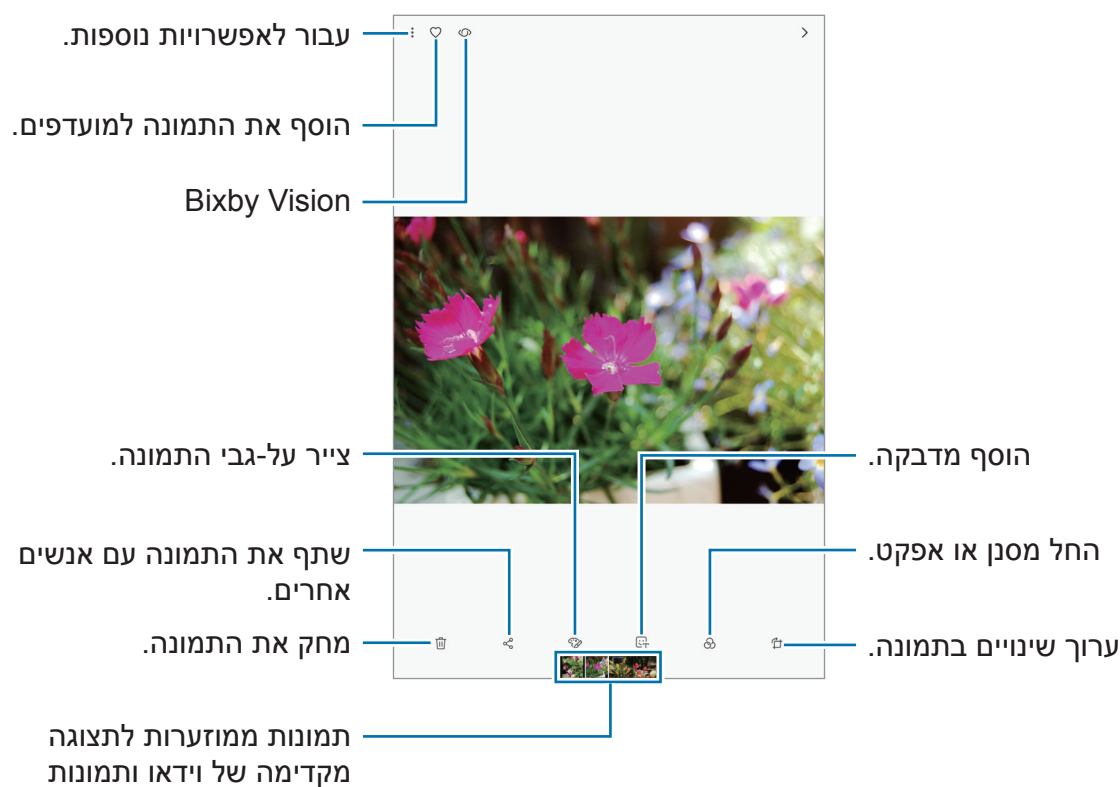 עבור לאפשרויות נוספות.
הוסף את התמונה למועדפים.
Bixby Vision
צייר על-גבי התמונה.
הוסף מדבקה.
שתף את התמונה עם אנשים
אחרים.
החל מסנן או אפקט.
מחק את התמונה.
ערוך שינויים בתמונה.
תמונות ממוזערות לתצוגה
מקדימה של וידאו ותמונות